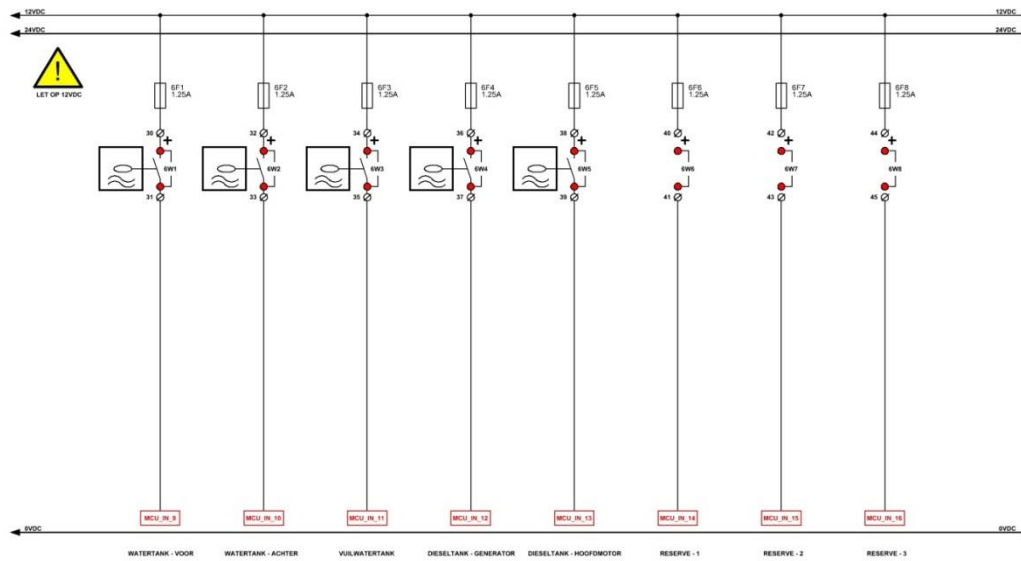 12VDC 12VDC
24VDC 24VDC
!
LET OP 12VDC
6F1 6F2 6F3 6F4 6F5 6F6 6F7 6F8
1.25A 1.25A 1.25A 1.25A 1.25A 1.25A 1.25A 1.25A
30 32 34 36 38 40 42 44
+ + + + + + + +
6W1 6W2 6W3 6W4 6W5 6W6 6W7 6W8
31 33 35 37 39 41 43 45
MCU_IN_9 MCU_IN_10 MCU_IN_11 MCU_IN_12 MCU_IN_13 MCU_IN_14 MCU_IN_15 MCU_IN_16
0VDC 0VDC
WATERTANK - VOOR WATERTANK - ACHTER VUILWATERTANK DIESELTANK - GENERATOR DIESELTANK - HOOFDMOTOR RESERVE - 1 RESERVE - 2 RESERVE - 3